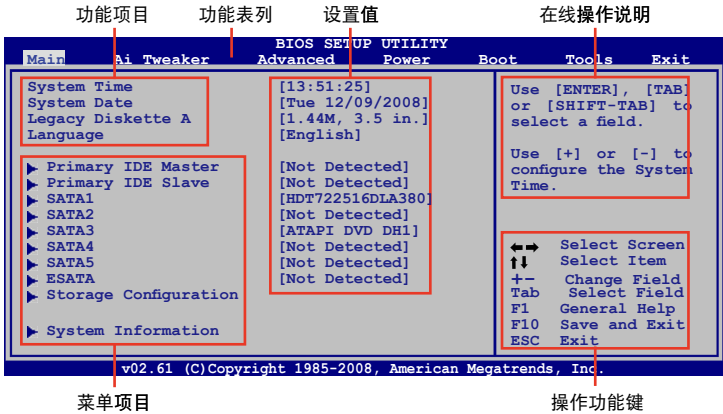 功能项目 功能表列 设置值 在线操作说明
BIOS SETUP UTILITY
Main Ai Tweaker Advanced Power Boot Tools Exit
System Time [13:51:25]
System Date [Tue 12/09/2008]
Legacy Diskette A [1.44M, 3.5 in.]
Language [English]
Primary IDE Master [Not Detected]
Primary IDE Slave [Not Detected]
SATA1 [HDT722516DLA380]
SATA2 [Not Detected]
SATA3 [ATAPI DVD DH1]
SATA4 [Not Detected]
SATA5 [Not Detected]
ESATA [Not Detected]
Storage Configuration
System Information
Use [ENTER], [TAB]
or [SHIFT-TAB] to
select a field.
Use [+] or [-] to
configure the System
Time.
←→ Select Screen
↑↓ Select Item
+- Change Field
Tab Select Field
F1 General Help
F10 Save and Exit
ESC Exit
v02.61 (C)Copyright 1985-2008, American Megatrends, Inc.
菜单项目 操作功能键